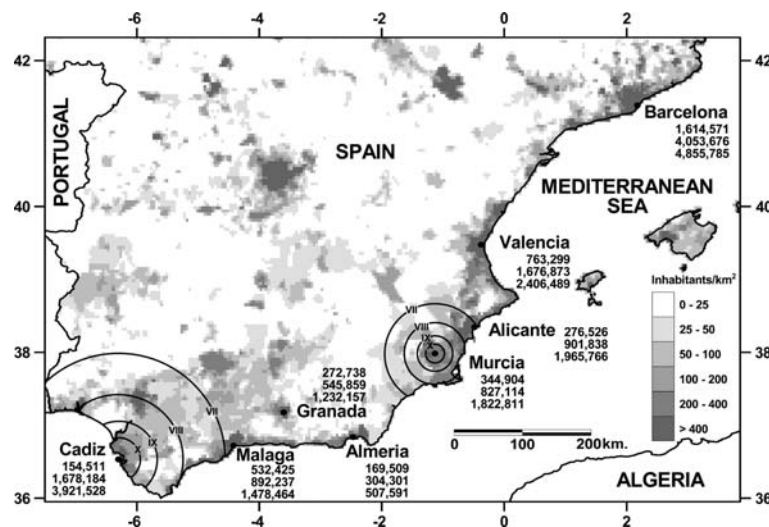 -6 -4 -2 0 2
42 42
PORTUGAL
SPAIN
Barcelona
1,614,571
4,053,676
4,855,785
MEDITERRANEAN
SEA
40 40
Valencia
763,299
1,676,873
2,406,489
Inhabitants/km²
0 - 25
25 - 50
50 - 100
100 - 200
200 - 400
> 400
VII
VIII
IX
X
Alicante
276,526
901,838
1,965,766
38 38
Murcia
344,904
827,114
1,822,811
272,738
545,859
1,232,157
Granada
VII
VIII
IX
X
Cadiz
154,511
1,678,184
3,921,528
Malaga
532,425
892,237
1,478,464
Almeria
169,509
304,301
507,591
0 100 200km.
ALGERIA
36 36
-6 -4 -2 0 2